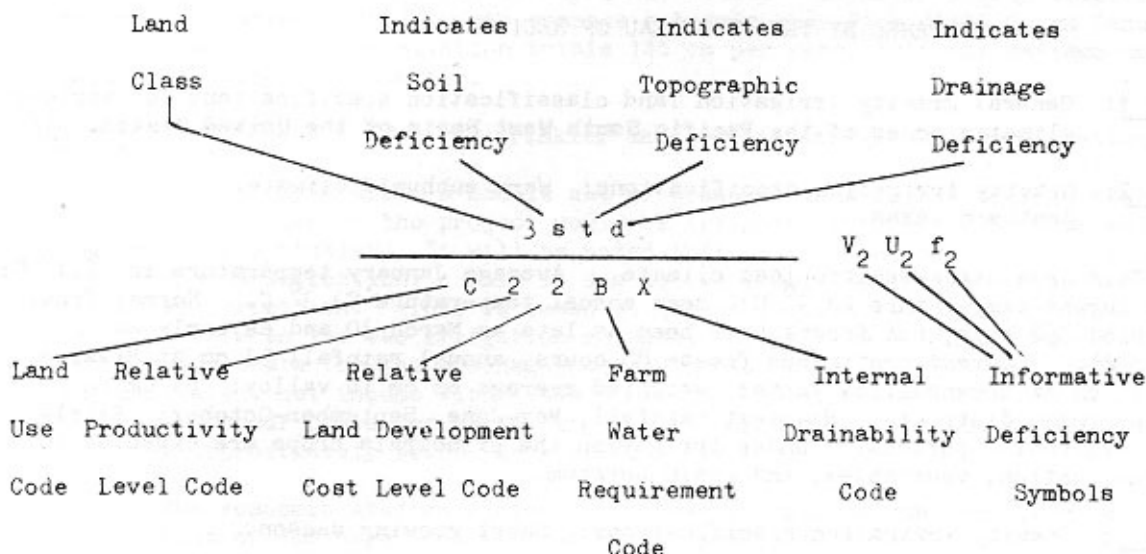 Land Indicates Indicates Indicates
Class Soil Topographic Drainage
Deficiency Deficiency Deficiency
3 s t d
V2 U2 f2
C 2 2 B X
Land Relative Relative Farm Internal Informative
Use Productivity Land Development Water Drainability Deficiency
Code Level Code Cost Level Code Requirement Code Symbols
Code